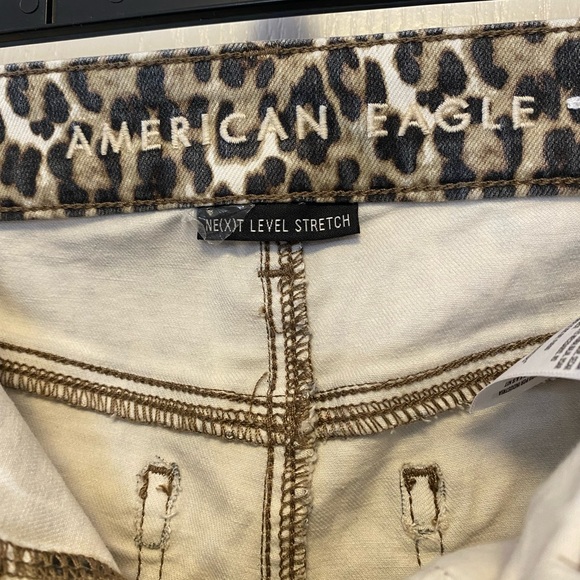 AMERICAN EAGLE
NE(X)T LEVEL STRETCH